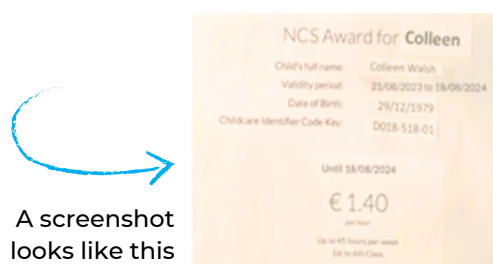 NCS Award for Colleen
Child's full name: Colleen Walsh
Validity period: 21/08/2023 to 18/08/2024
Date of Birth: 29/12/1979
Childcare Identifier Code Key: 0018-518-01
Until 18/08/2024
€ 1.40
per hour
Up to 45 hours per week
1st to 6th Class
A screenshot
looks like this